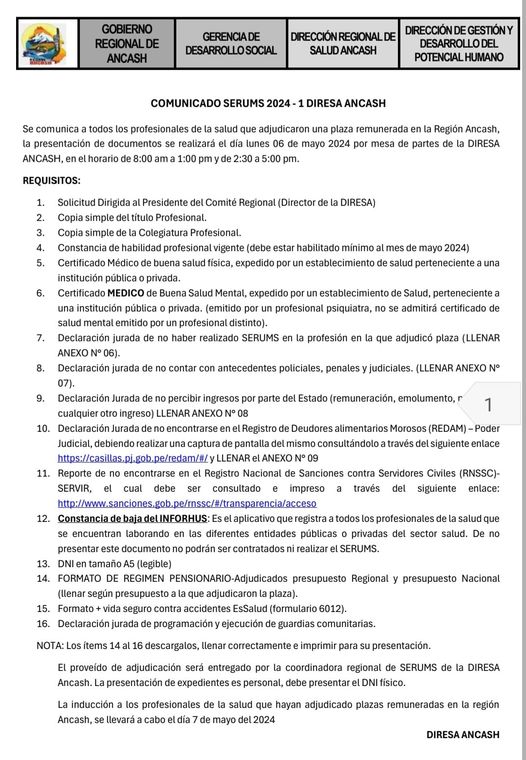 GOBIERNO
REGIONAL DE
ANCASH
GERENCIA DE
DESARROLLO SOCIAL
DIRECCIÓN REGIONAL DE
SALUD ANCASH
DIRECCIÓN DE GESTIÓN Y
DESARROLLO DEL
POTENCIAL HUMANO
COMUNICADO SERUMS 2024 - 1 DIRESA ANCASH
Se comunica a todos los profesionales de la salud que adjudicaron una plaza remunerada en la Región Ancash,
la presentación de documentos se realizará el día lunes 06 de mayo 2024 por mesa de partes de la DIRESA
ANCASH, en el horario de 8:00 am a 1:00 pm y de 2:30 a 5:00 pm.
REQUISITOS:
1. Solicitud Dirigida al Presidente del Comité Regional (Director de la DIRESA)
2. Copia simple del título Profesional.
3. Copia simple de la Colegiatura Profesional.
4. Constancia de habilidad profesional vigente (debe estar habilitado mínimo al mes de mayo 2024)
5. Certificado Médico de buena salud física, expedido por un establecimiento de salud perteneciente a una
institución pública o privada.
6. Certificado MEDICO de Buena Salud Mental, expedido por un establecimiento de Salud, perteneciente a
una institución pública o privada. (emitido por un profesional psiquiatra, no se admitirá certificado de
salud mental emitido por un profesional distinto).
7. Declaración jurada de no haber realizado SERUMS en la profesión en la que adjudicó plaza (LLENAR
ANEXO Nº 06).
8. Declaración jurada de no contar con antecedentes policiales, penales y judiciales. (LLENAR ANEXO Nº
07).
9. Declaración Jurada de no percibir ingresos por parte del Estado (remuneración, emolumento,
cualquier otro ingreso) LLENAR ANEXO Nº 08
10. Declaración Jurada de no encontrarse en el Registro de Deudores alimentarios Morosos (REDAM) – Poder
Judicial, debiendo realizar una captura de pantalla del mismo consultándolo a través del siguiente enlace
https://casillas.pj.gob.pe/redam/#/ y LLENAR el ANEXO Nº 09
11. Reporte de no encontrarse en el Registro Nacional de Sanciones contra Servidores Civiles (RNSSC)-
SERVIR, el cual debe ser consultado e impreso a través del siguiente enlace:
http://www.sanciones.gob.pe/rnssc/#/transparencia/acceso
12. Constancia de baja del INFORHUS: Es el aplicativo que registra a todos los profesionales de la salud que
se encuentran laborando en las diferentes entidades públicas o privadas del sector salud. De no
presentar este documento no podrán ser contratados ni realizar el SERUMS.
13. DNI en tamaño A5 (legible)
14. FORMATO DE REGIMEN PENSIONARIO-Adjudicados presupuesto Regional y presupuesto Nacional
(llenar según presupuesto a la que adjudicaron la plaza).
15. Formato + vida seguro contra accidentes EsSalud (formulario 6012).
16. Declaración jurada de programación y ejecución de guardias comunitarias.
NOTA: Los ítems 14 al 16 descargalos, llenar correctamente e imprimir para su presentación.
El proveído de adjudicación será entregado por la coordinadora regional de SERUMS de la DIRESA
Ancash. La presentación de expedientes es personal, debe presentar el DNI físico.
La inducción a los profesionales de la salud que hayan adjudicado plazas remuneradas en la región
Ancash, se llevará a cabo el día 7 de mayo del 2024
DIRESA ANCASH
1